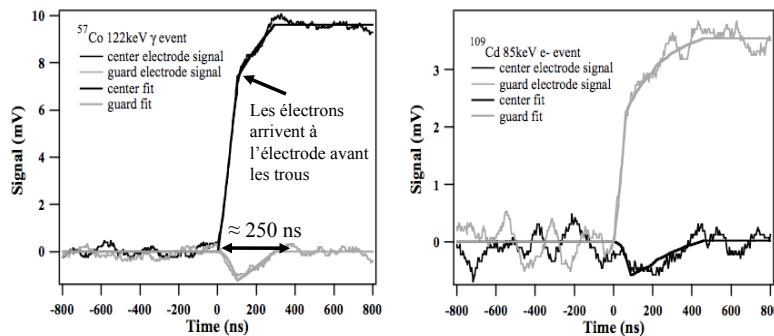 57Co 122keV γ event
center electrode signal
guard electrode signal
center fit
guard fit
Les électrons
arrivent à
l'électrode avant
les trous
≈ 250 ns
Signal (mV)
10
8
6
4
2
0
-800 -600 -400 -200 0 200 400 600 800
Time (ns)
109Cd 85keV e- event
center electrode signal
guard electrode signal
center fit
guard fit
Signal (mV)
3
2
1
0
-800 -600 -400 -200 0 200 400 600 800
Time (ns)